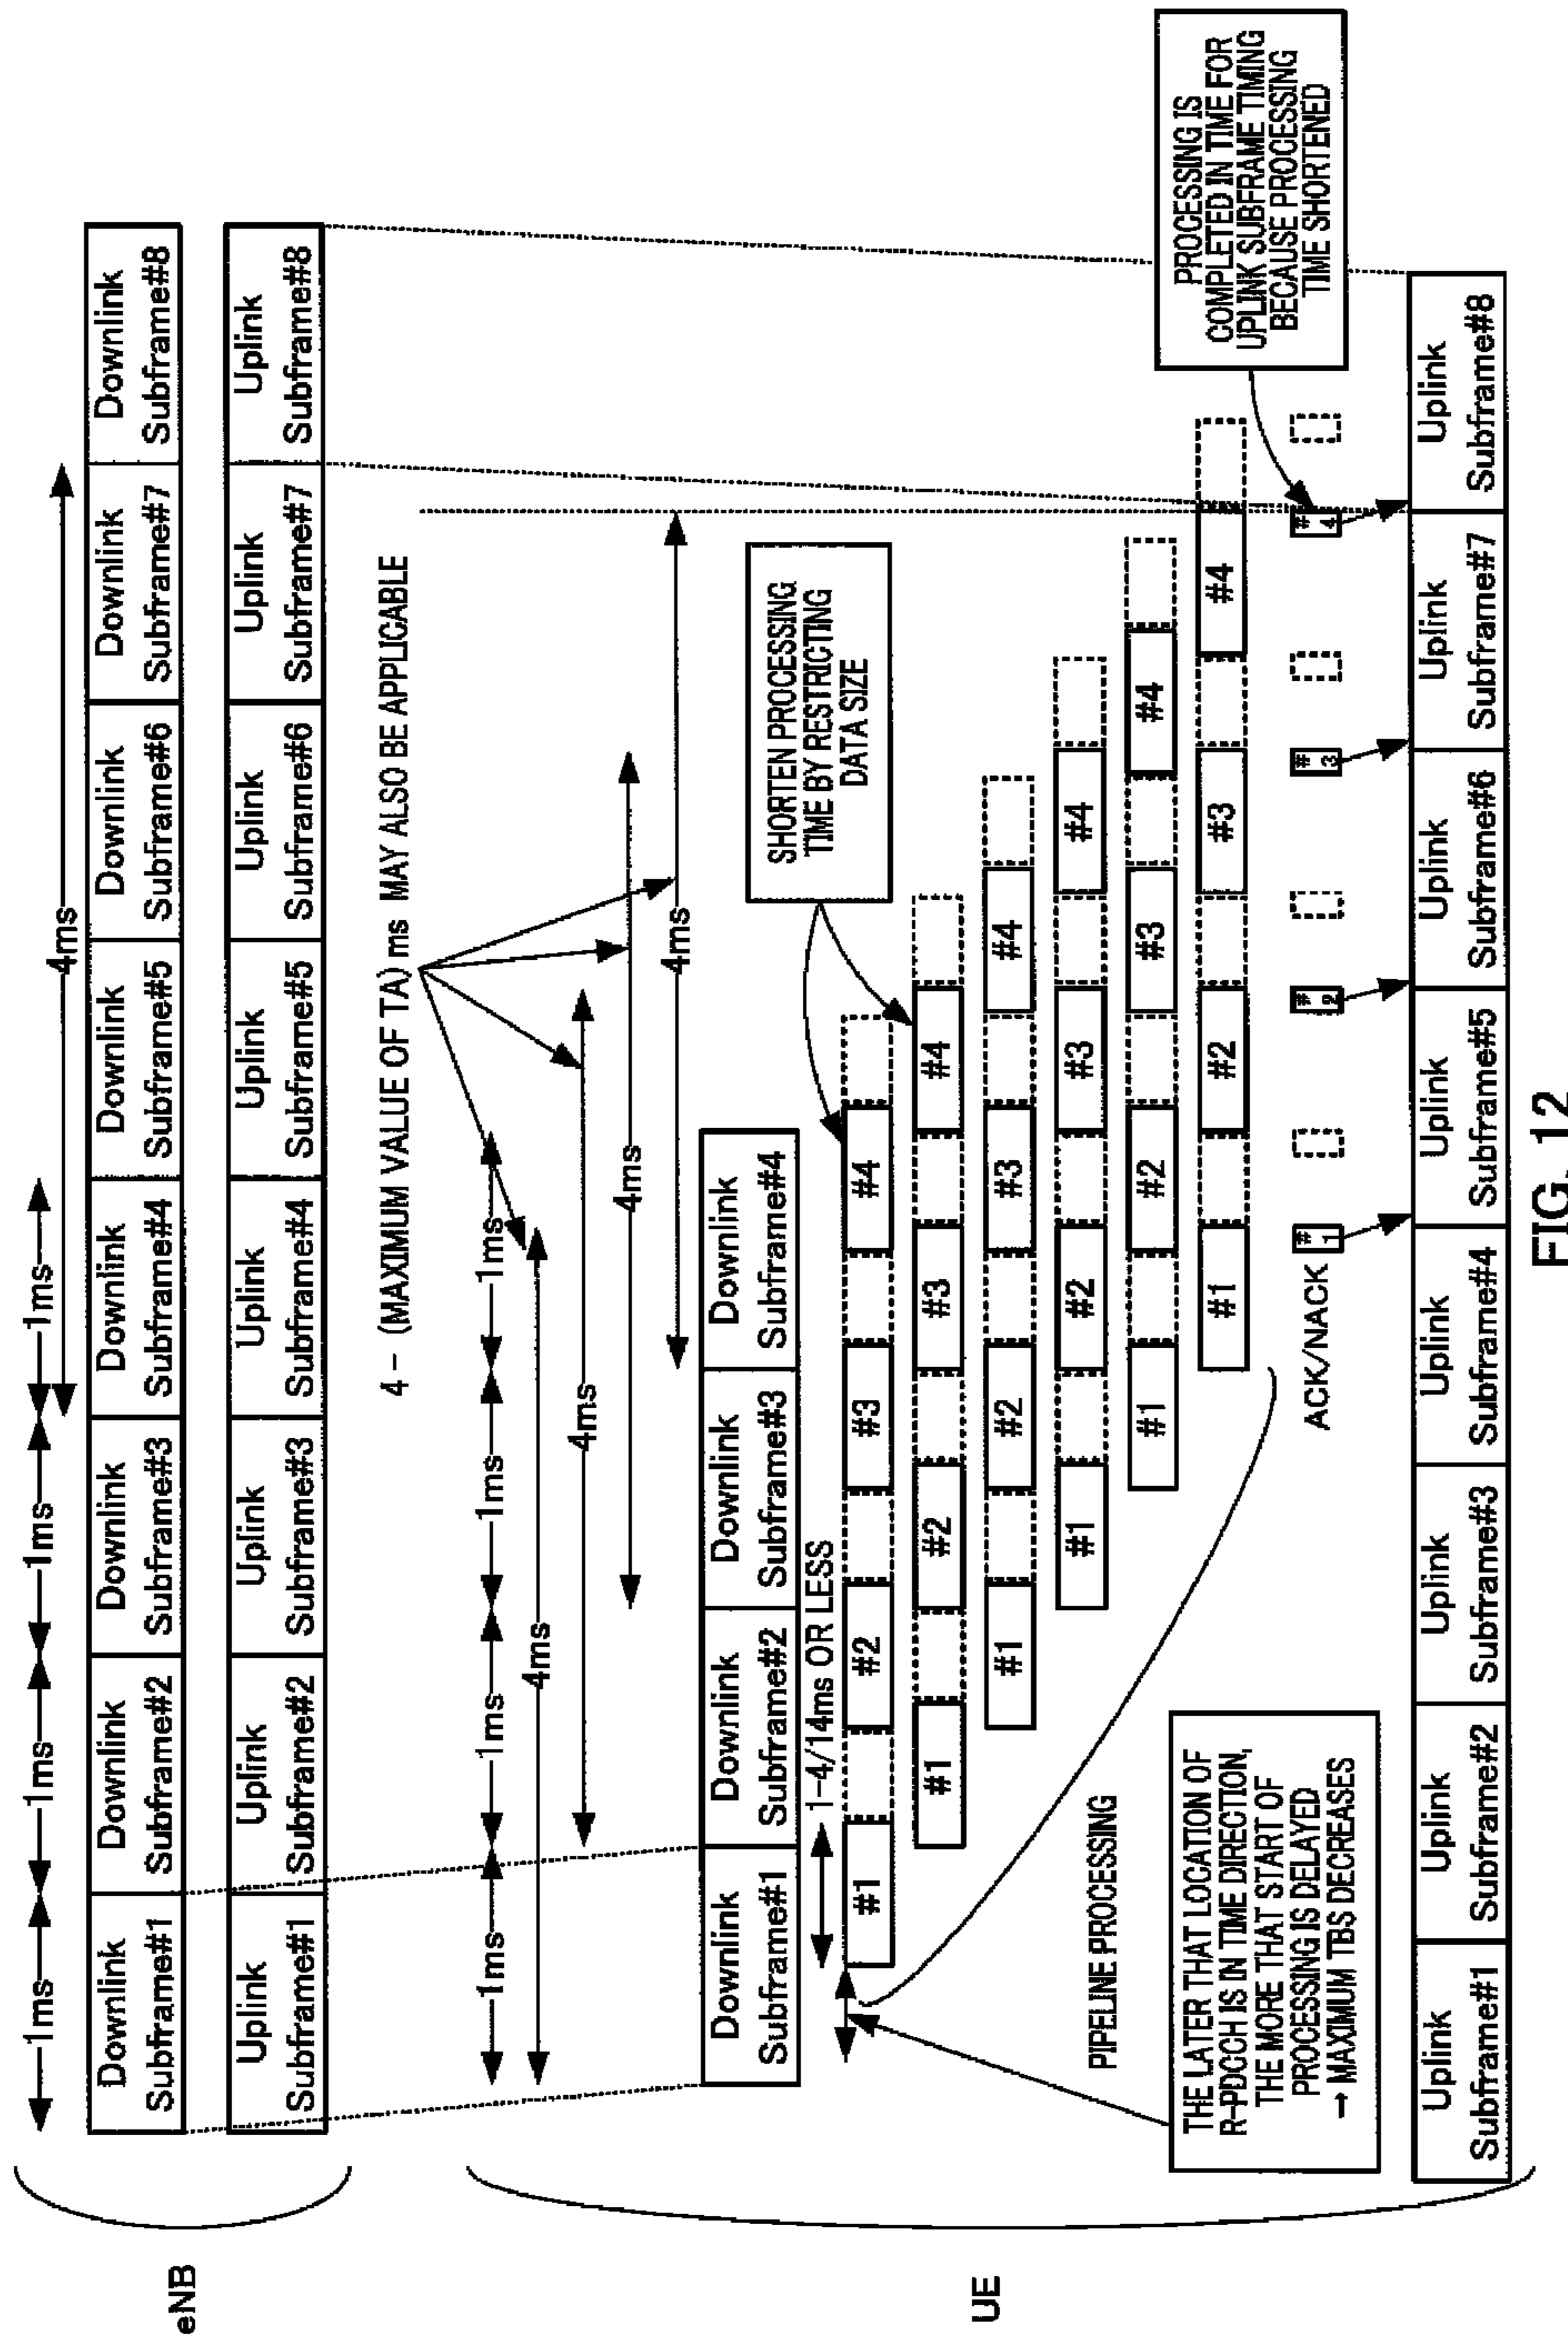 eNB
4ms
1ms
1ms
1ms
1ms
Downlink
Subframe#1
Downlink
Subframe#2
Downlink
Subframe#3
Downlink
Subframe#4
Downlink
Subframe#5
Downlink
Subframe#6
Downlink
Subframe#7
Downlink
Subframe#8
Uplink
Subframe#1
Uplink
Subframe#2
Uplink
Subframe#3
Uplink
Subframe#4
Uplink
Subframe#5
Uplink
Subframe#6
Uplink
Subframe#7
Uplink
Subframe#8
UE
4 - (MAXIMUM VALUE OF TA) ms MAY ALSO BE APPLICABLE
1ms
1ms
1ms
1ms
4ms
4ms
4ms
4ms
Downlink
Subframe#1
Downlink
Subframe#2
Downlink
Subframe#3
Downlink
Subframe#4
SHORTEN PROCESSING
TIME BY RESTRICTING
DATA SIZE
1-4/14ms OR LESS
#1
#2
#3
#4
#1
#2
#3
#4
#1
#2
#3
#4
#1
#2
#3
#4
#1
#2
#3
#4
#1
#2
#3
#4
PIPELINE PROCESSING
THE LATER THAT LOCATION OF
R-PDCCH IS IN TIME DIRECTION,
THE MORE THAT START OF
PROCESSING IS DELAYED
→ MAXIMUM TBS DECREASES
PROCESSING IS
COMPLETED IN TIME FOR
UPLINK SUBFRAME TIMING
BECAUSE PROCESSING
TIME SHORTENED
ACK/NACK
#1
#2
#3
#4
Uplink
Subframe#1
Uplink
Subframe#2
Uplink
Subframe#3
Uplink
Subframe#4
Uplink
Subframe#5
Uplink
Subframe#6
Uplink
Subframe#7
Uplink
Subframe#8
FIG. 12